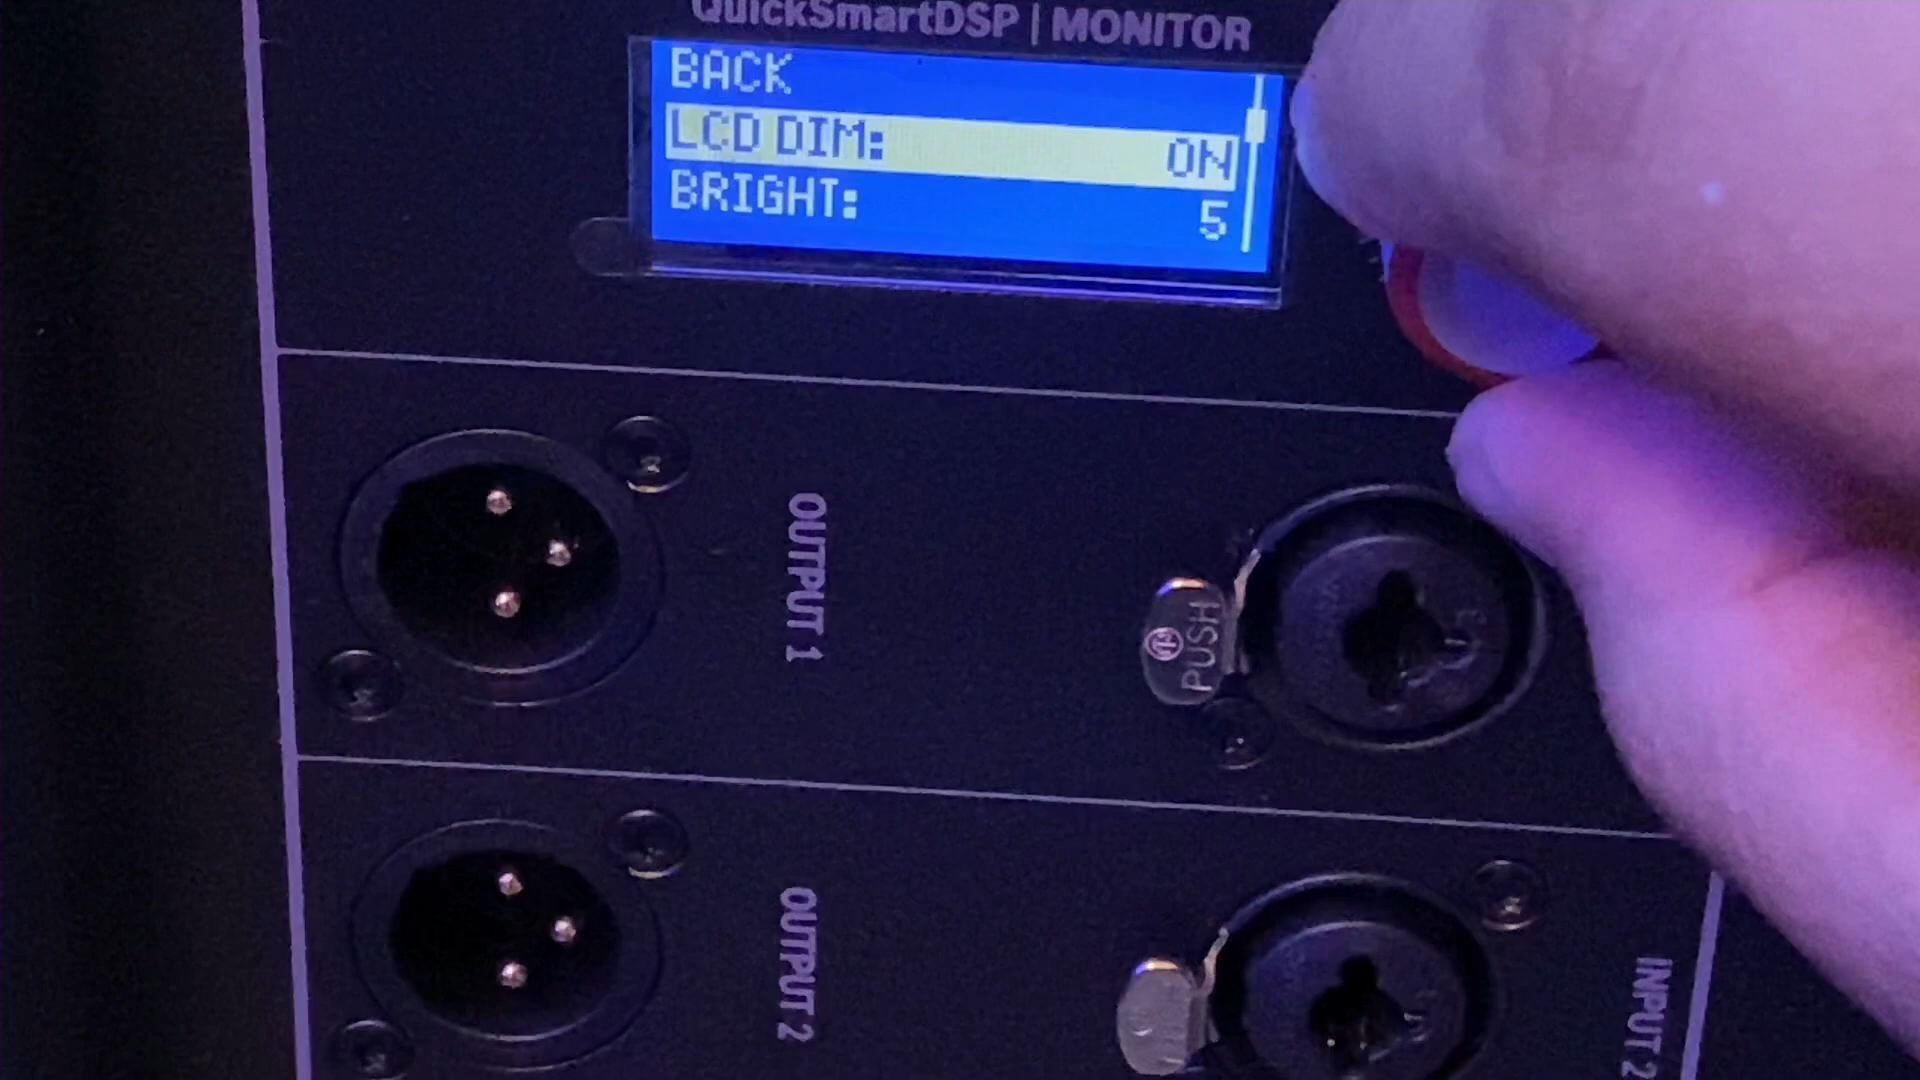 QuickSmartDSP | MONITOR
BACK
LCD DIM: ON
BRIGHT: 5
OUTPUT 1
PUSH
OUTPUT 2
INPUT 2